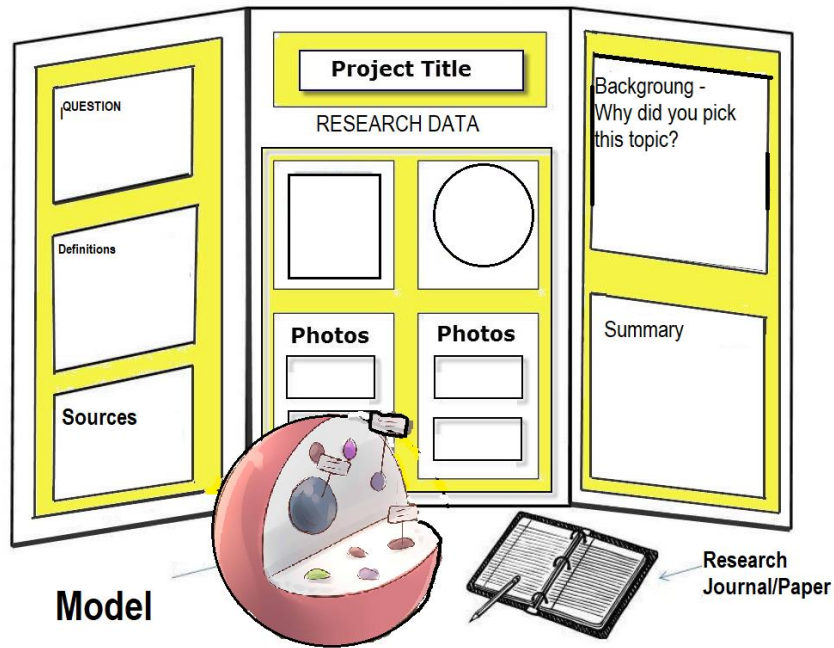 QUESTION
Definitions
Sources
Project Title
RESEARCH DATA
Photos
Photos
Backgroung -
Why did you pick
this topic?
Summary
Model
Research
Journal/Paper